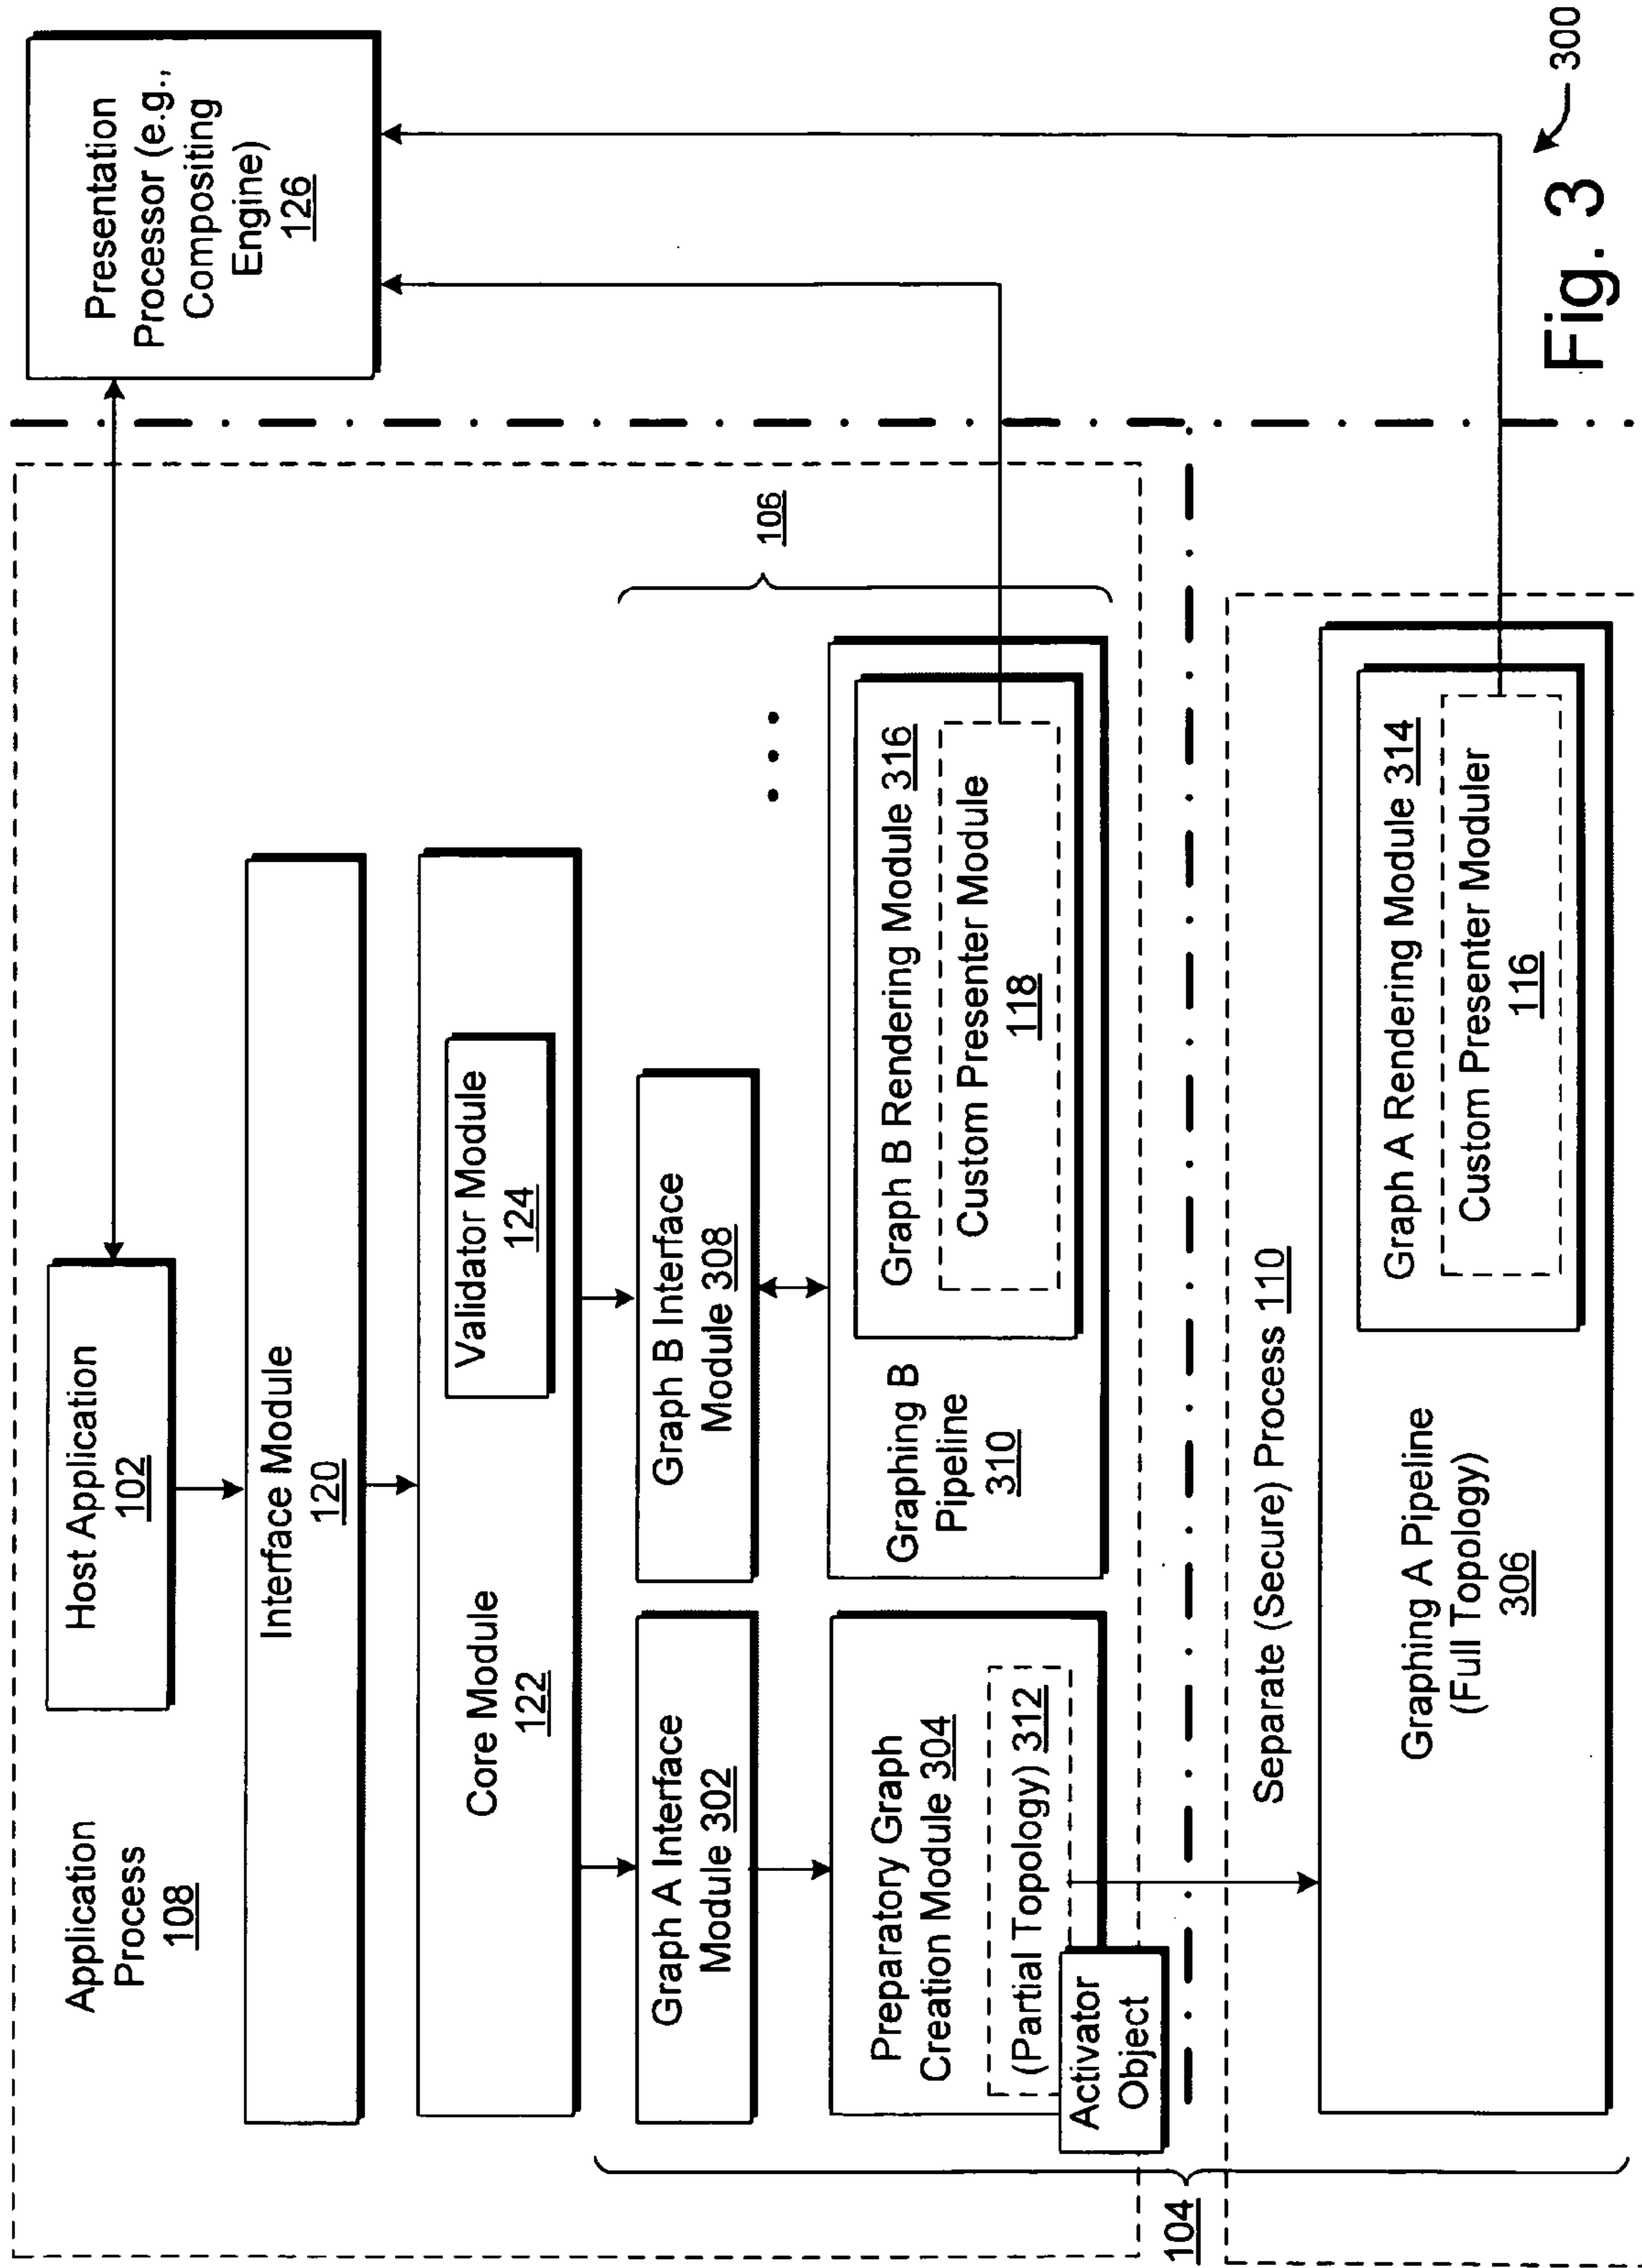 Application
Process
108
Host Application
102
Presentation
Processor (e.g.,
Compositing
Engine)
126
Interface Module
120
Core Module
122
Validator Module
124
Graph A Interface
Module 302
Graph B Interface
Module 308
106
Preparatory Graph
Creation Module 304
(Partial Topology) 312
Activator
Object
Graphing B
Pipeline
310
Graph B Rendering Module 316
Custom Presenter Module
118
104
Separate (Secure) Process 110
Graphing A Pipeline
(Full Topology)
306
Graph A Rendering Module 314
Custom Presenter Moduler
116
300
Fig. 3